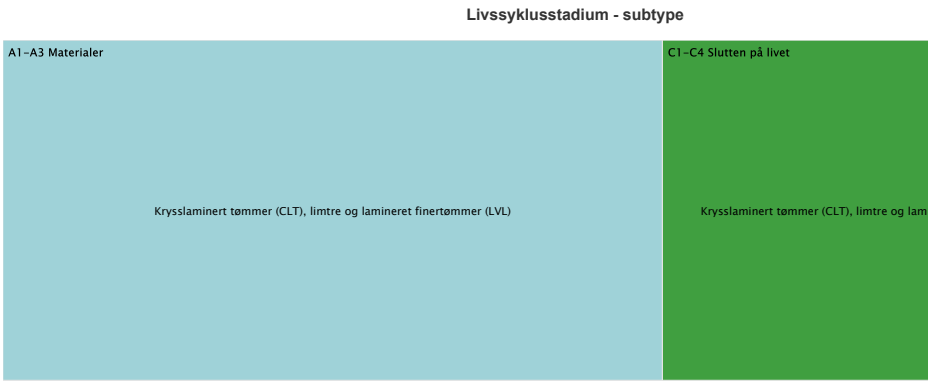 Livssyklusstadium - subtype
A1-A3 Materialer
C1-C4 Slutten på livet
Krysslaminert tømmer (CLT), limtre og lamineret finertømmer (LVL)
Krysslaminert tømmer (CLT), limtre og lam